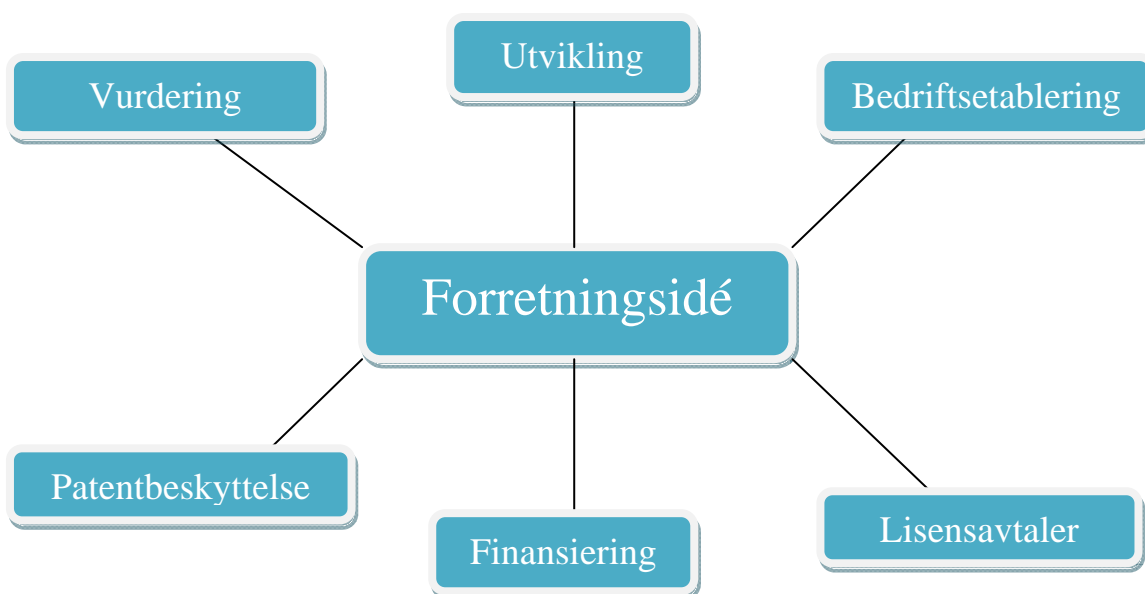 Utvikling
Vurdering
Bedriftsetablering
Forretningsidé
Patentbeskyttelse
Lisensavtaler
Finansiering